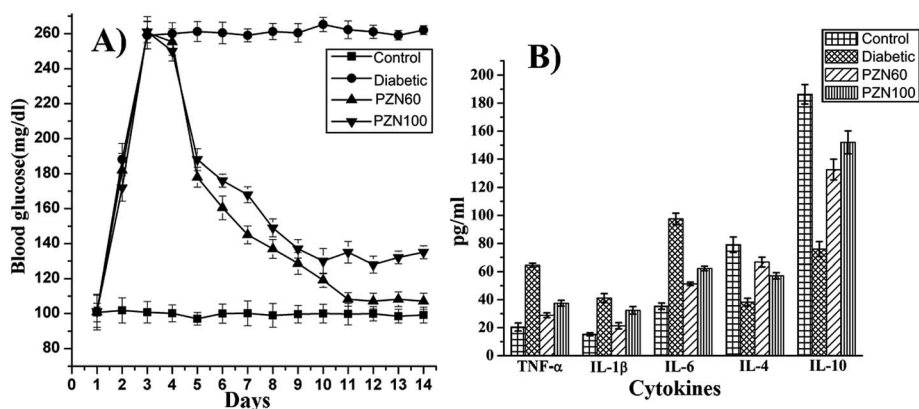 A)
Control
Diabetic
PZN60
PZN100
Blood glucose(mg/dl)
260
240
220
200
180
160
140
120
100
80
0 1 2 3 4 5 6 7 8 9 10 11 12 13 14
Days
B)
Control
Diabetic
PZN60
PZN100
pg/ml
200
180
160
140
120
100
80
60
40
20
0
TNF-α IL-1β IL-6 IL-4 IL-10
Cytokines